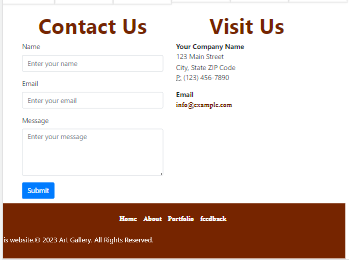 Contact Us
Name
Enter your name
Email
Enter your email
Message
Enter your message
Submit
Visit Us
Your Company Name
123 Main Street
City, State ZIP Code
P: (123) 456-7890
Email
info@example.com
Home About Portfolio feedback
is website.© 2023 Art Gallery. All Rights Reserved.